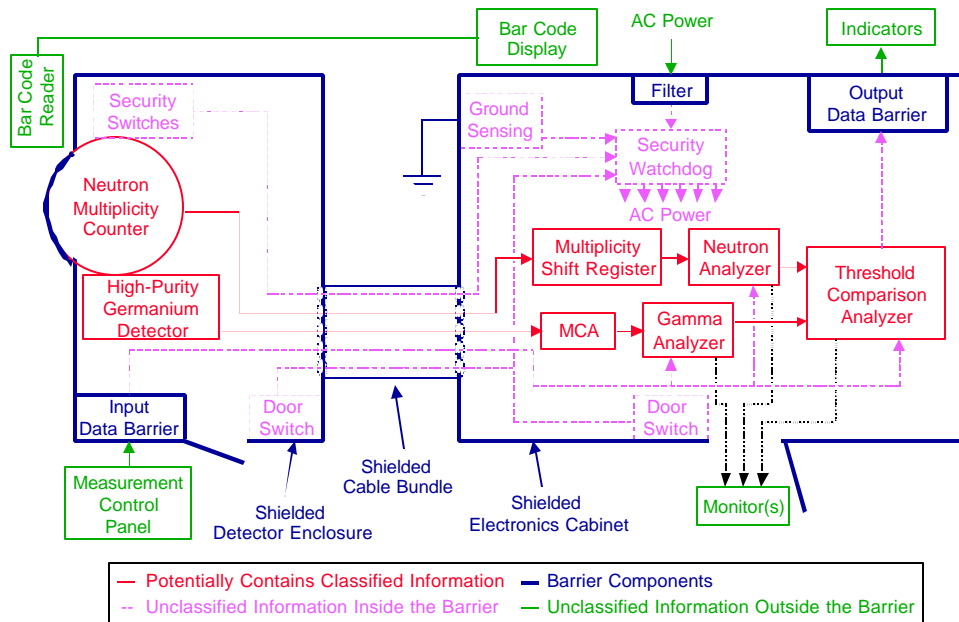 Bar Code
Display
AC Power
Indicators
Bar Code
Reader
Security
Switches
Ground
Sensing
Filter
Output
Data Barrier
Security
Watchdog
AC Power
Neutron
Multiplicity
Counter
High-Purity
Germanium
Detector
Multiplicity
Shift Register
Neutron
Analyzer
Threshold
Comparison
Analyzer
MCA
Gamma
Analyzer
Input
Data Barrier
Door
Switch
Door
Switch
Measurement
Control
Panel
Shielded
Detector Enclosure
Shielded
Cable Bundle
Shielded
Electronics Cabinet
Monitor(s)
Potentially Contains Classified Information
Barrier Components
Unclassified Information Inside the Barrier
Unclassified Information Outside the Barrier